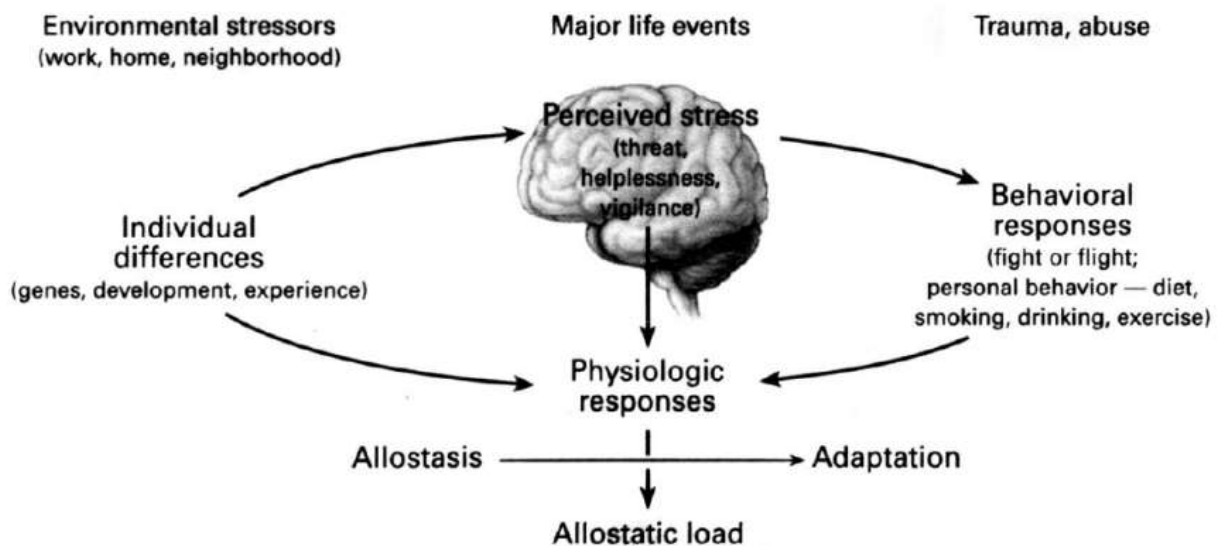 Environmental stressors
(work, home, neighborhood)
Major life events
Trauma, abuse
Perceived stress
(threat,
helplessness,
vigilance)
Individual
differences
(genes, development, experience)
Behavioral
responses
(fight or flight;
personal behavior — diet,
smoking, drinking, exercise)
Physiologic
responses
Allostasis
Adaptation
Allostatic load